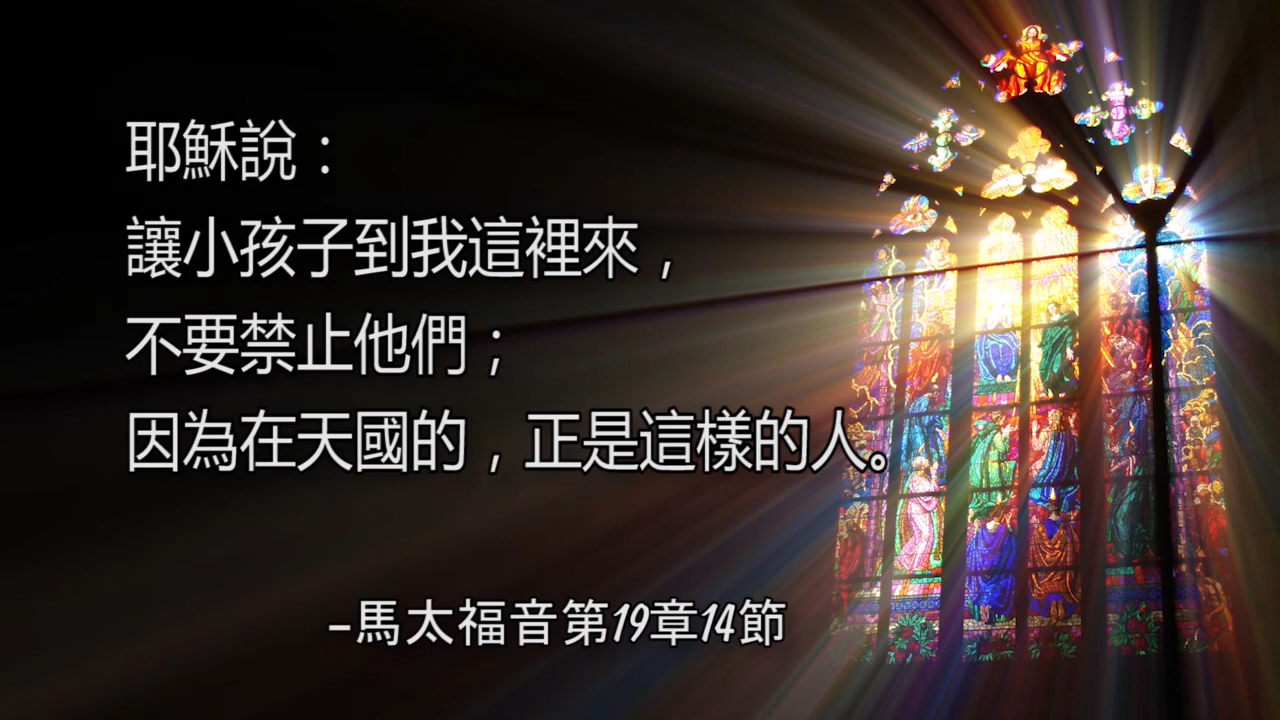 耶穌說：
讓小孩子到我這裡來，
不要禁止他們；
因為在天國的，正是這樣的人。
–馬太福音第19章14節